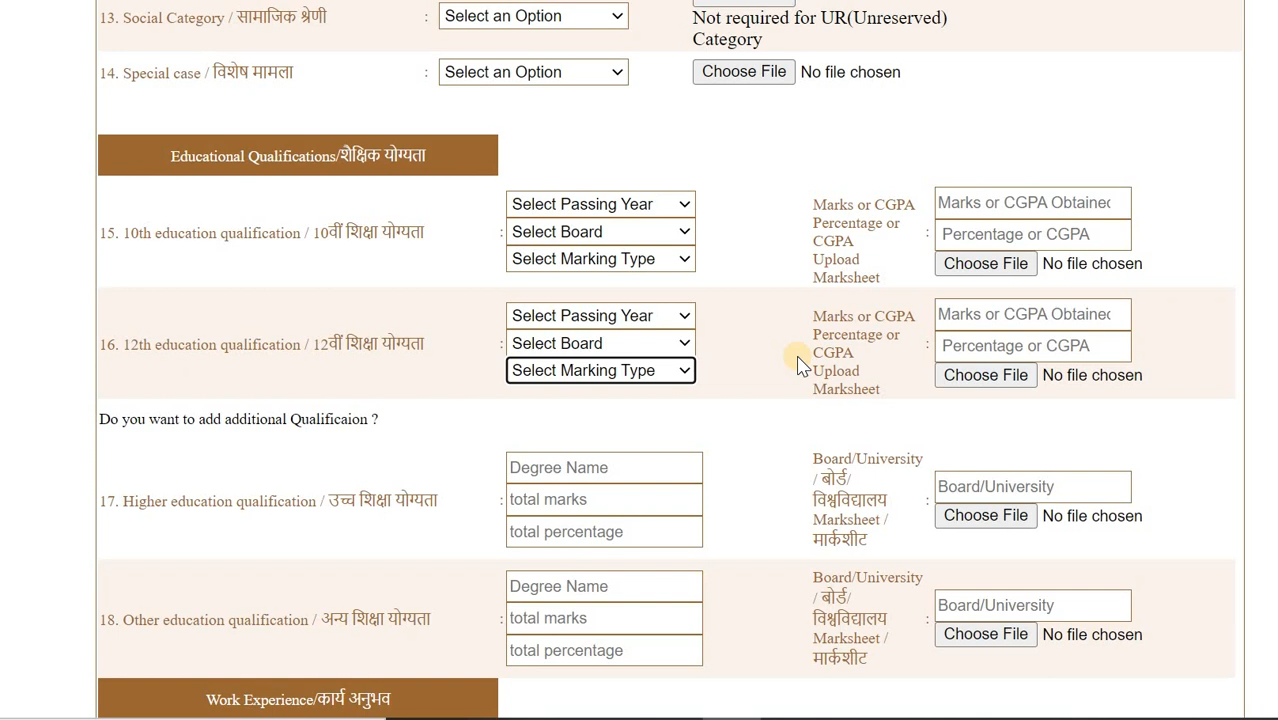 13. Social Category / सामाजिक श्रेणी : Select an Option
Not required for UR(Unreserved)
Category
14. Special case / विशेष मामला : Select an Option Choose File No file chosen
Educational Qualifications/शैक्षिक योग्यता
15. 10th education qualification / 10वीं शिक्षा योग्यता :
Select Passing Year
Select Board
Select Marking Type
Marks or CGPA
Percentage or
CGPA
Upload
Marksheet
:
Marks or CGPA Obtained
Percentage or CGPA
Choose File No file chosen
16. 12th education qualification / 12वीं शिक्षा योग्यता :
Select Passing Year
Select Board
Select Marking Type
Marks or CGPA
Percentage or
CGPA
Upload
Marksheet
:
Marks or CGPA Obtained
Percentage or CGPA
Choose File No file chosen
Do you want to add additional Qualificaion ?
17. Higher education qualification / उच्च शिक्षा योग्यता :
Degree Name
total marks
total percentage
Board/University
/ बोर्ड/
विश्वविद्यालय
Marksheet /
मार्कशीट
:
Board/University
Choose File No file chosen
18. Other education qualification / अन्य शिक्षा योग्यता :
Degree Name
total marks
total percentage
Board/University
/ बोर्ड/
विश्वविद्यालय
Marksheet /
मार्कशीट
:
Board/University
Choose File No file chosen
Work Experience/कार्य अनुभव